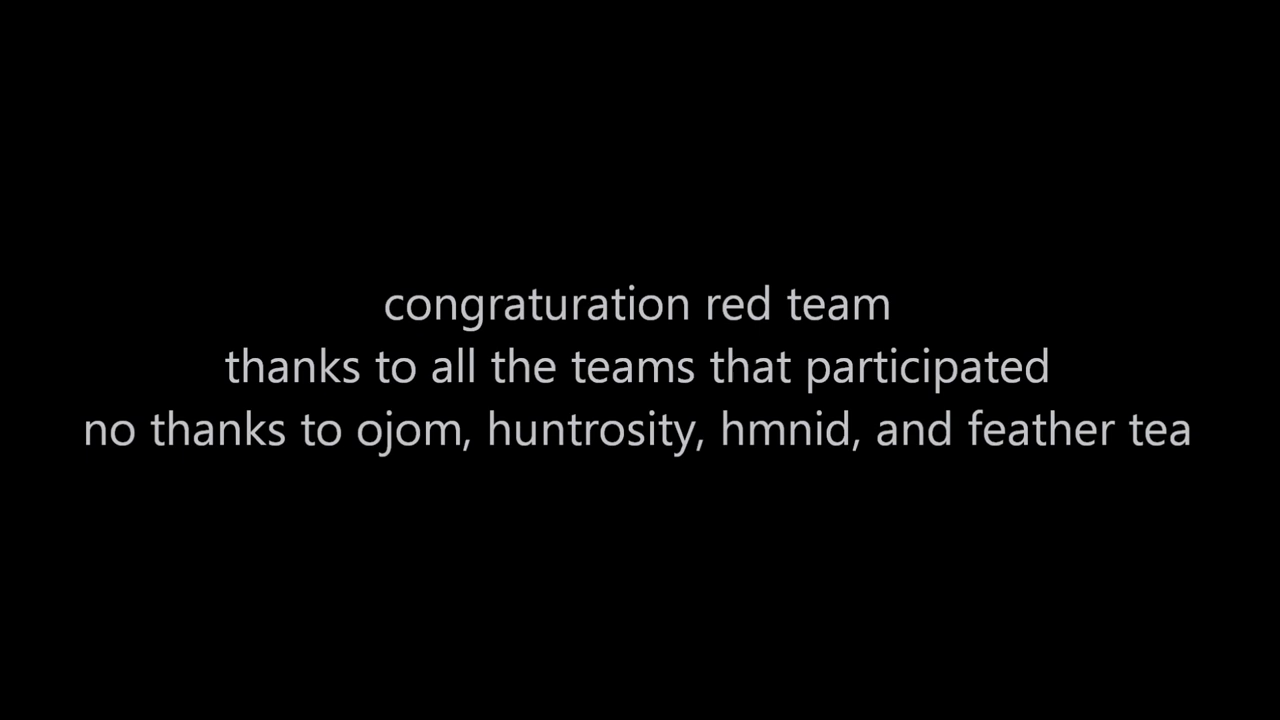 congraturation red team
thanks to all the teams that participated
no thanks to ojom, huntrosity, hmnid, and feather tea